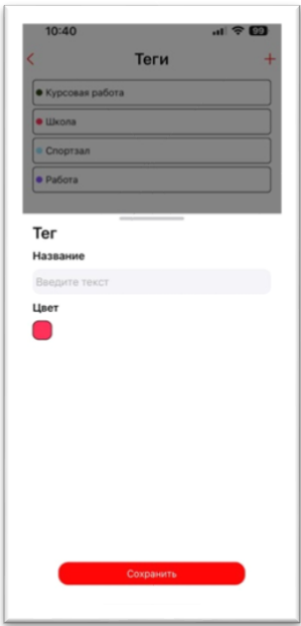 10:40
Теги
Курсовая работа
Школа
Спортзал
Работа
Тег
Название
Введите текст
Цвет
Сохранить